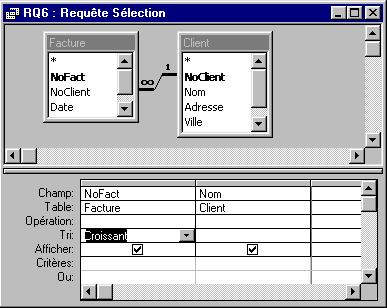 RQ6 : Requête Sélection
Facture
*
NoFact
NoClient
Date
∞ 1
Client
*
NoClient
Nom
Adresse
Ville
Champ: NoFact Nom
Table: Facture Client
Opération:
Tri: Croissant
Afficher:
Critères:
Ou: